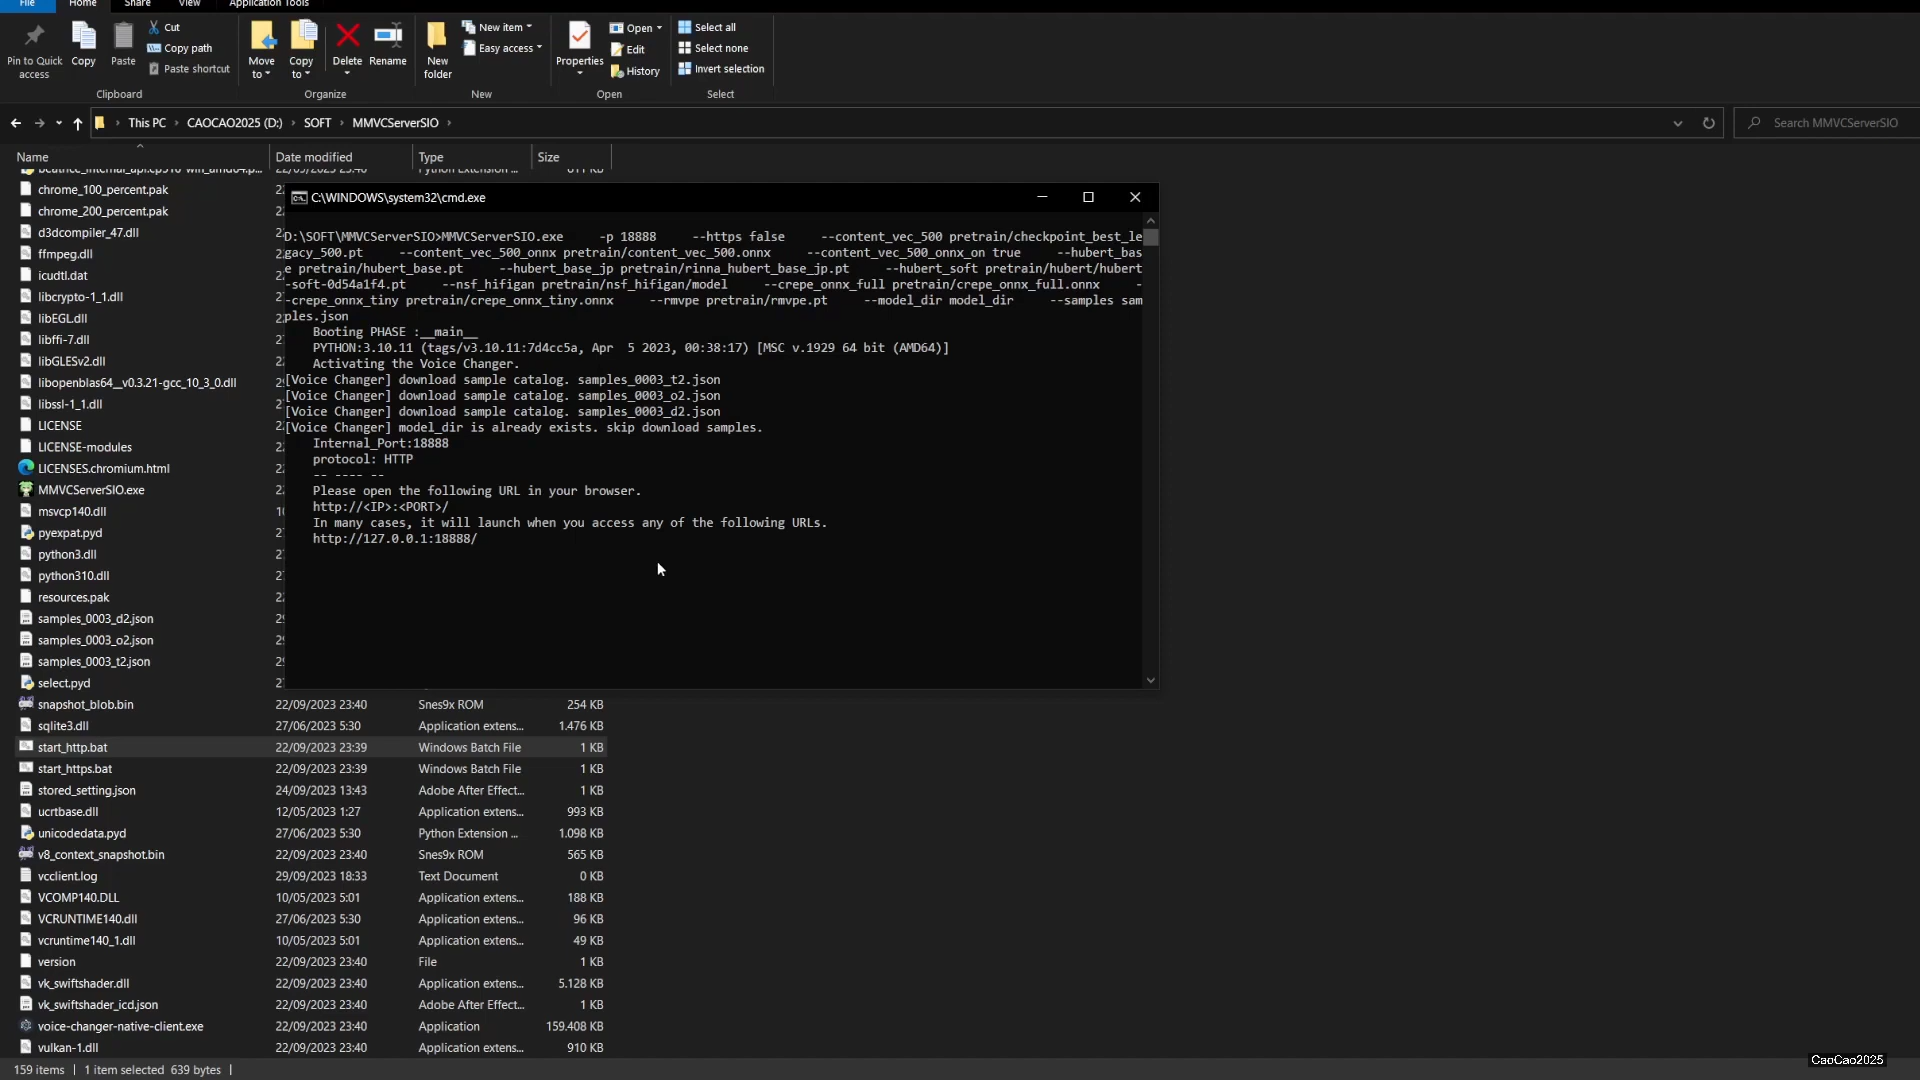 File Home Share View Application Tools
Pin to Quick access
Copy
Paste
Cut
Copy path
Paste shortcut
Clipboard
Move to
Copy to
Delete
Rename
Organize
New folder
New item
Easy access
New
Properties
Open
Edit
History
Open
Select all
Select none
Invert selection
Select
This PC CAOCAO2025 (D:) SOFT MMVCServerSIO
Search MMVCServerSIO
Name Date modified Type Size
chrome_100_percent.pak
chrome_200_percent.pak
d3dcompiler_47.dll
ffmpeg.dll
icudtl.dat
libcrypto-1_1.dll
libEGL.dll
libffi-7.dll
libGLESv2.dll
libopenblas64__v0.3.21-gcc_10_3_0.dll
libssl-1_1.dll
LICENSE
LICENSE-modules
LICENSES.chromium.html
MMVCServerSIO.exe
msvcp140.dll
pyexpat.pyd
python3.dll
python310.dll
resources.pak
samples_0003_d2.json
samples_0003_o2.json
samples_0003_t2.json
select.pyd
snapshot_blob.bin 22/09/2023 23:40 Snes9x ROM 254 KB
sqlite3.dll 27/06/2023 5:30 Application extens... 1.476 KB
start_http.bat 22/09/2023 23:39 Windows Batch File 1 KB
start_https.bat 22/09/2023 23:39 Windows Batch File 1 KB
stored_setting.json 24/09/2023 13:43 Adobe After Effect... 1 KB
ucrtbase.dll 12/05/2023 1:27 Application extens... 993 KB
unicodedata.pyd 27/06/2023 5:30 Python Extension ... 1.098 KB
v8_context_snapshot.bin 22/09/2023 23:40 Snes9x ROM 565 KB
vcclient.log 29/09/2023 18:33 Text Document 0 KB
VCOMP140.DLL 10/05/2023 5:01 Application extens... 188 KB
VCRUNTIME140.dll 27/06/2023 5:30 Application extens... 96 KB
vcruntime140_1.dll 10/05/2023 5:01 Application extens... 49 KB
version 22/09/2023 23:40 File 1 KB
vk_swiftshader.dll 22/09/2023 23:40 Application extens... 5.128 KB
vk_swiftshader_icd.json 22/09/2023 23:40 Adobe After Effect... 1 KB
voice-changer-native-client.exe 22/09/2023 23:40 Application 159.408 KB
vulkan-1.dll 22/09/2023 23:40 Application extens... 910 KB
159 items 1 item selected 639 bytes
C:\WINDOWS\system32\cmd.exe
D:\SOFT\MMVCServerSIO>MMVCServerSIO.exe -p 18888 --https false --content_vec_500 pretrain/checkpoint_best_le
gacy_500.pt --content_vec_500_onnx pretrain/content_vec_500.onnx --content_vec_500_onnx_on true --hubert_bas
e pretrain/hubert_base.pt --hubert_base_jp pretrain/rinna_hubert_base_jp.pt --hubert_soft pretrain/hubert/hubert
-soft-0d54a1f4.pt --nsf_hifigan pretrain/nsf_hifigan/model --crepe_onnx_full pretrain/crepe_onnx_full.onnx -
-crepe_onnx_tiny pretrain/crepe_onnx_tiny.onnx --rmvpe pretrain/rmvpe.pt --model_dir model_dir --samples sam
ples.json
Booting PHASE :__main__
PYTHON:3.10.11 (tags/v3.10.11:7d4cc5a, Apr 5 2023, 00:38:17) [MSC v.1929 64 bit (AMD64)]
Activating the Voice Changer.
[Voice Changer] download sample catalog. samples_0003_t2.json
[Voice Changer] download sample catalog. samples_0003_o2.json
[Voice Changer] download sample catalog. samples_0003_d2.json
[Voice Changer] model_dir is already exists. skip download samples.
Internal_Port:18888
protocol: HTTP
-- ---- --
Please open the following URL in your browser.
http://<IP>:<PORT>/
In many cases, it will launch when you access any of the following URLs.
http://127.0.0.1:18888/
CaoCao2025